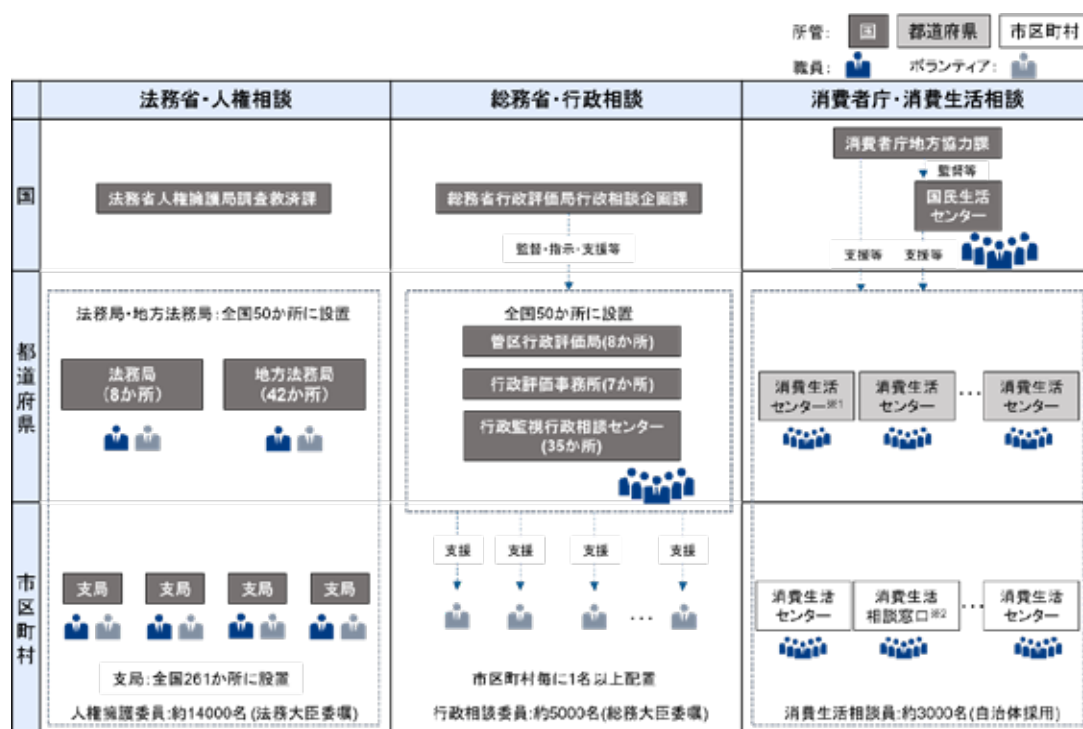 所管: 国 都道府県 市区町村
職員: ボランティア:
法務省・人権相談 総務省・行政相談 消費者庁・消費生活相談
国
法務省人権擁護局調査救済課
総務省行政評価局行政相談企画課
監督・指示・支援等
消費者庁地方協力課
監督等
国民生活
センター
支援等 支援等
都道府県
法務局・地方法務局:全国50か所に設置
法務局
(8か所)
地方法務局
(42か所)
全国50か所に設置
管区行政評価局(8か所)
行政評価事務所(7か所)
行政監視行政相談センター
(35か所)
消費生活
センター※1
消費生活
センター
…
消費生活
センター
市区町村
支局 支局 支局 支局
支局:全国261か所に設置
人権擁護委員:約14000名(法務大臣委嘱)
支援 支援 支援 支援
…
市区町村毎に1名以上配置
行政相談委員:約5000名(総務大臣委嘱)
消費生活
センター
消費生活
相談窓口※2
…
消費生活
センター
消費生活相談員:約3000名(自治体採用)